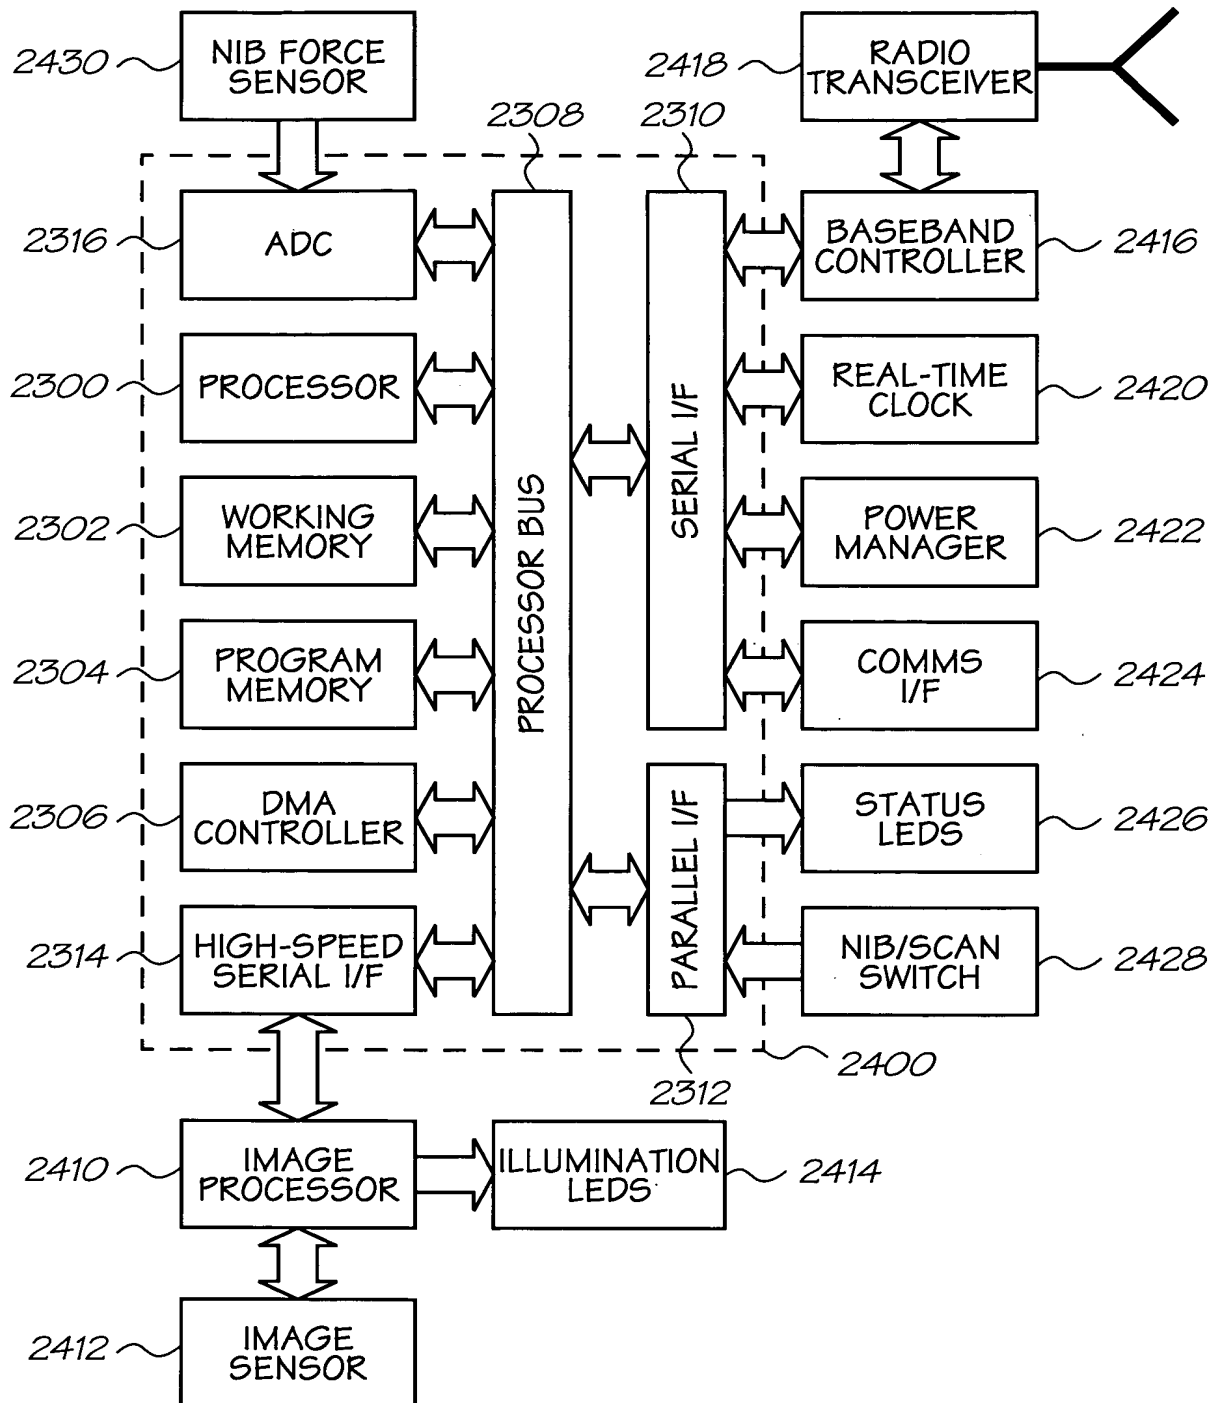 2430
NIB FORCE
SENSOR
2418
RADIO
TRANSCEIVER
2308
2310
2316
ADC
BASEBAND
CONTROLLER
2416
2300
PROCESSOR
REAL-TIME
CLOCK
2420
PROCESSOR BUS
SERIAL I/F
2302
WORKING
MEMORY
POWER
MANAGER
2422
2304
PROGRAM
MEMORY
COMMS
I/F
2424
2306
DMA
CONTROLLER
PARALLEL I/F
STATUS
LEDS
2426
2314
HIGH-SPEED
SERIAL I/F
NIB/SCAN
SWITCH
2428
2312
2400
2410
IMAGE
PROCESSOR
ILLUMINATION
LEDS
2414
2412
IMAGE
SENSOR